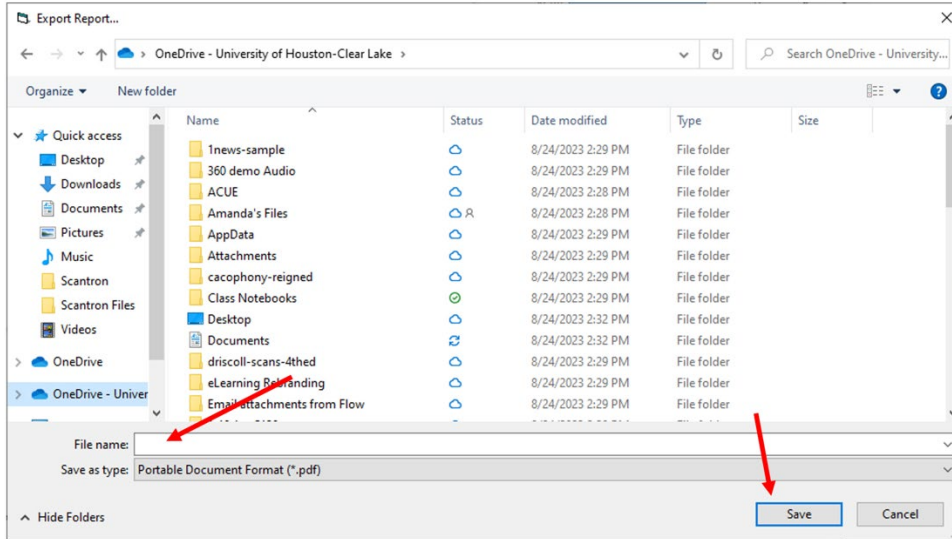 Export Report...
OneDrive - University of Houston-Clear Lake
Search OneDrive - University...
Organize
New folder
Name Status Date modified Type Size
Quick access
Desktop
Downloads
Documents
Pictures
Music
Scantron
Scantron Files
Videos
OneDrive
OneDrive - Univer
1news-sample 8/24/2023 2:29 PM File folder
360 demo Audio 8/24/2023 2:29 PM File folder
ACUE 8/24/2023 2:28 PM File folder
Amanda's Files 8/24/2023 2:28 PM File folder
AppData 8/24/2023 2:29 PM File folder
Attachments 8/24/2023 2:29 PM File folder
cacophony-reigned 8/24/2023 2:29 PM File folder
Class Notebooks 8/24/2023 2:29 PM File folder
Desktop 8/24/2023 2:32 PM File folder
Documents 8/24/2023 2:32 PM File folder
driscoll-scans-4thed 8/24/2023 2:29 PM File folder
eLearning Rebranding 8/24/2023 2:29 PM File folder
Email attachments from Flow 8/24/2023 2:29 PM File folder
File name:
Save as type: Portable Document Format (*.pdf)
Hide Folders
Save
Cancel